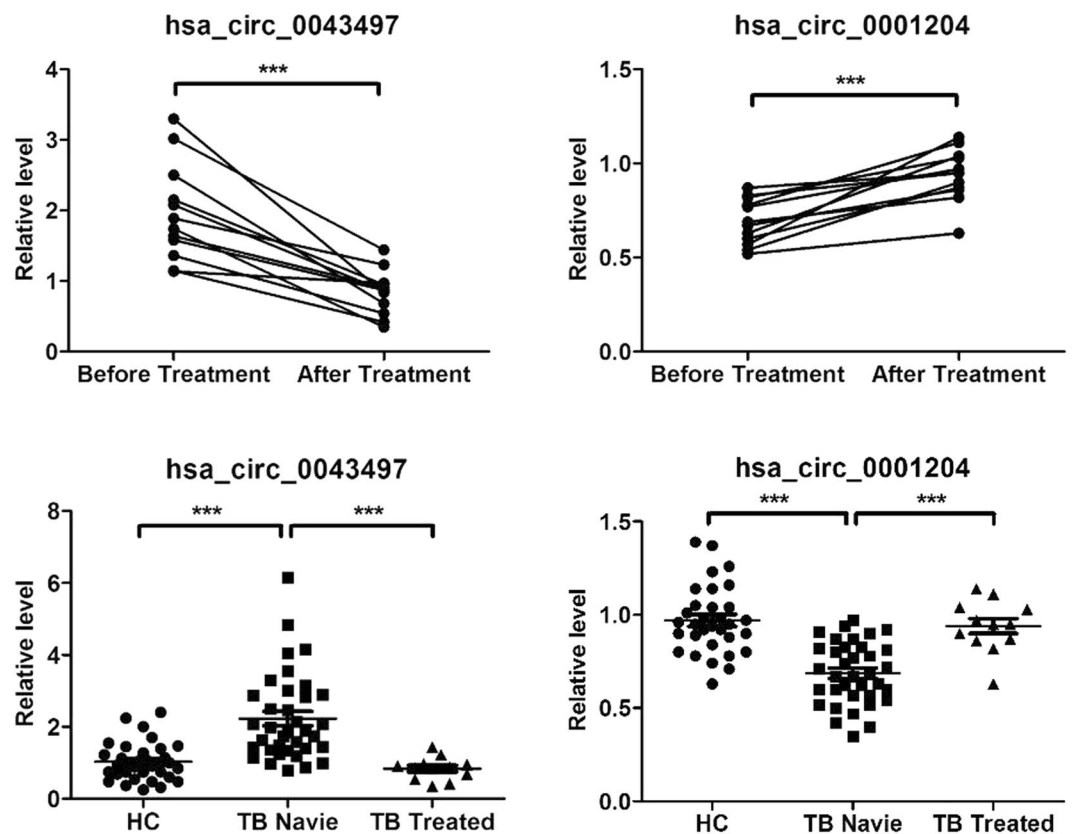 hsa_circ_0043497
***
4
3
2
1
0
Relative level
Before Treatment After Treatment
hsa_circ_0001204
***
1.5
1.0
0.5
0.0
Relative level
Before Treatment After Treatment
hsa_circ_0043497
*** ***
8
6
4
2
0
Relative level
HC TB Navie TB Treated
hsa_circ_0001204
*** ***
1.5
1.0
0.5
0.0
Relative level
HC TB Navie TB Treated